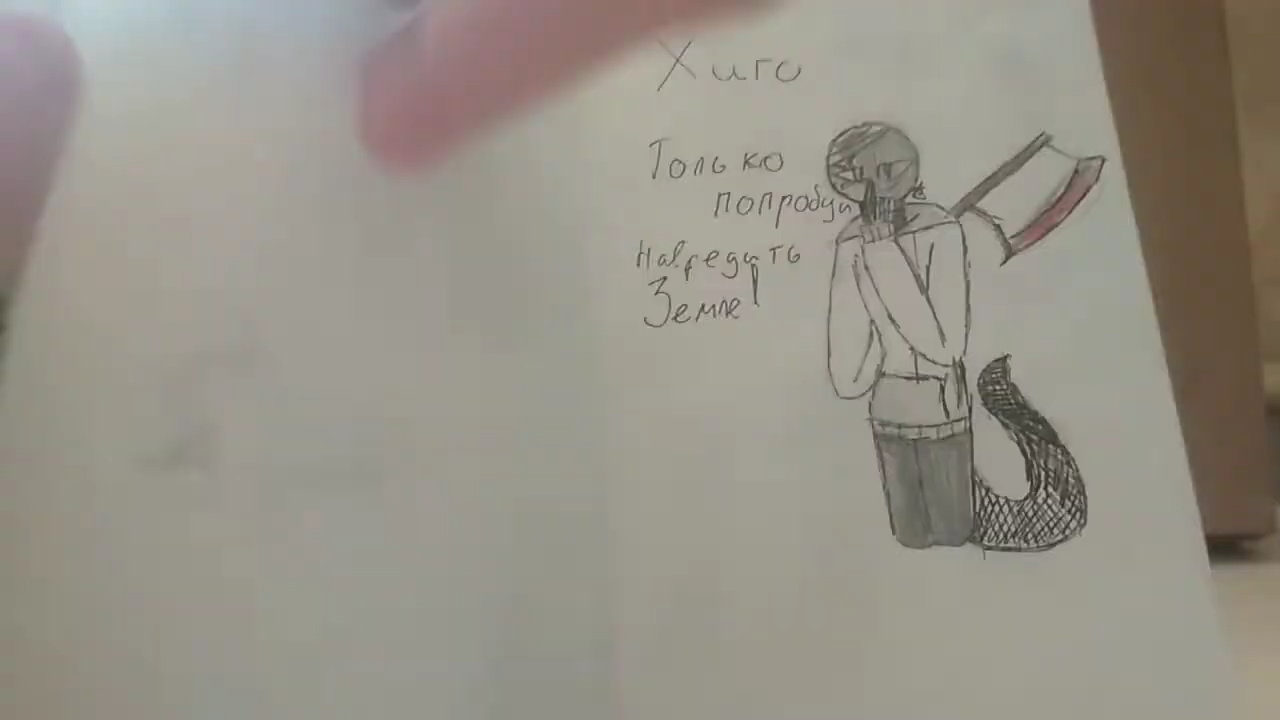 Хиго
Только
попробуй
навредить
Земле!